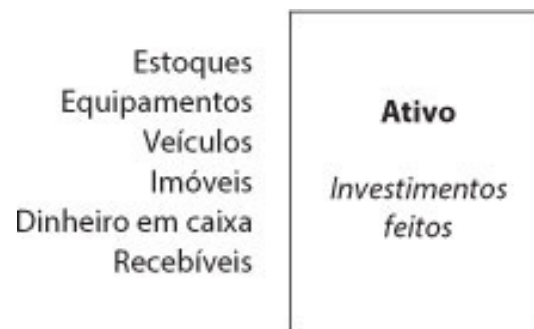 Estoques
Equipamentos
Veículos
Imóveis
Dinheiro em caixa
Recebíveis
Ativo
Investimentos
feitos